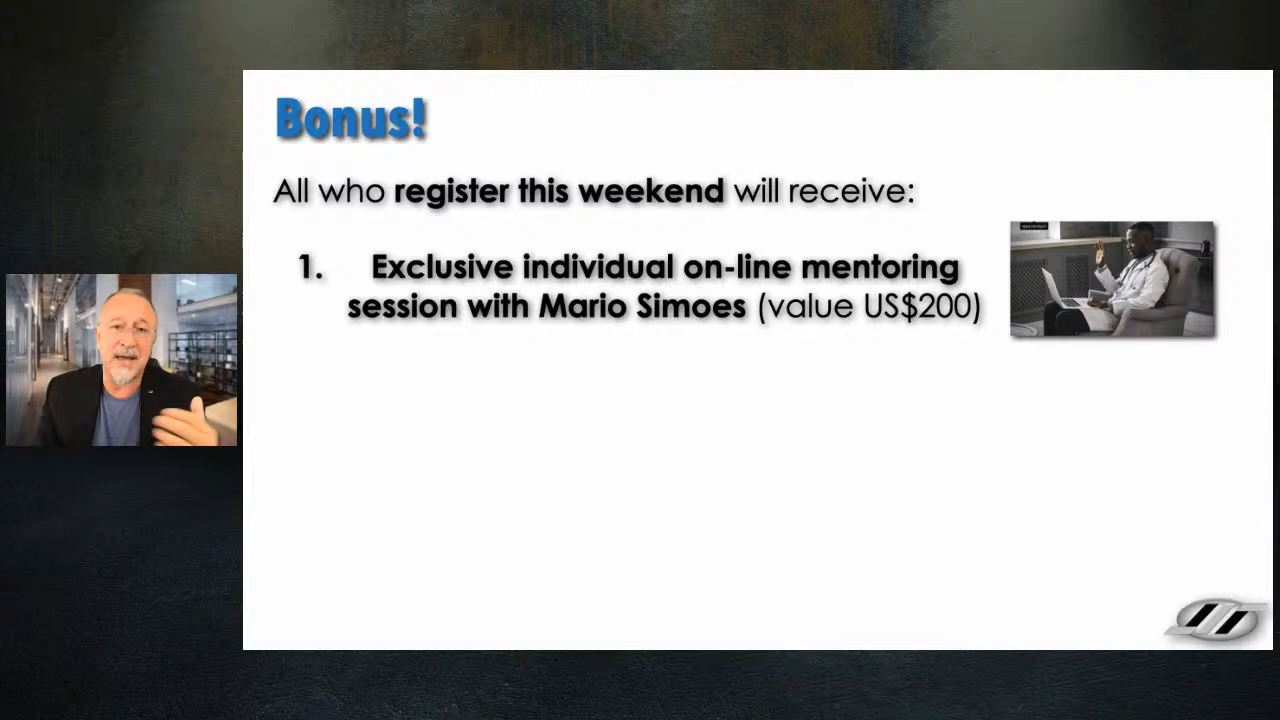 Bonus!
All who register this weekend will receive:
1. Exclusive individual on-line mentoring
session with Mario Simoes (value US$200)